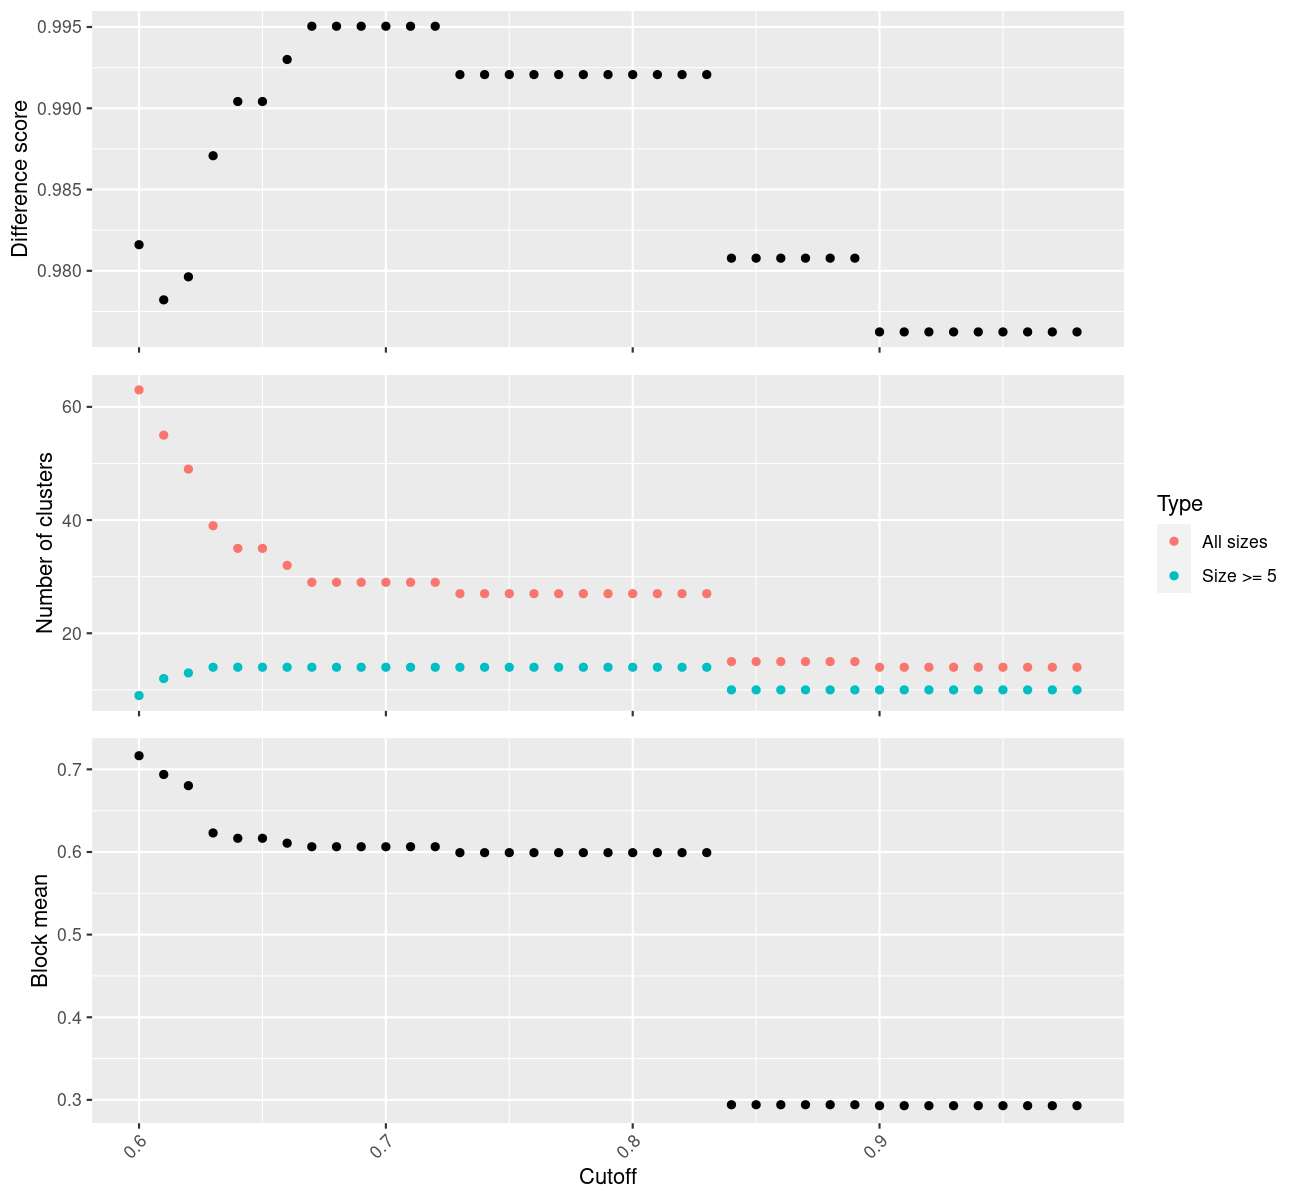 0.995
0.990
0.985
0.980
Difference score
60
40
20
Number of clusters
Type
All sizes
Size >= 5
0.7
0.6
0.5
0.4
0.3
Block mean
0.6 0.7 0.8 0.9
Cutoff